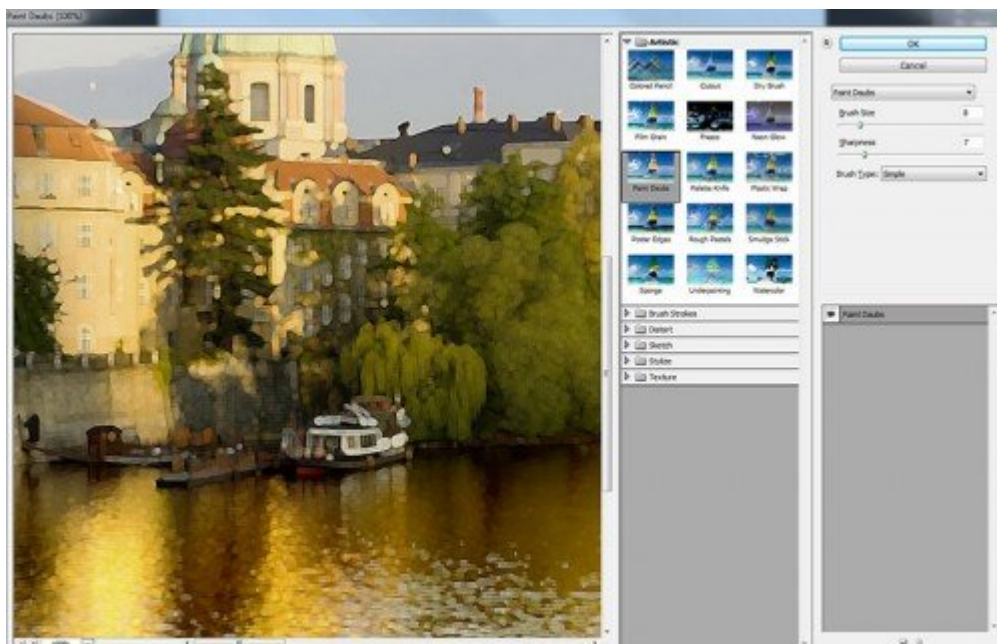 Paint Daubs (100%)
Artistic
Colored Pencil
Cutout
Dry Brush
Film Grain
Fresco
Neon Glow
Paint Daubs
Palette Knife
Plastic Wrap
Poster Edges
Rough Pastels
Smudge Stick
Sponge
Underpainting
Watercolor
Brush Strokes
Distort
Sketch
Stylize
Texture
OK
Cancel
Paint Daubs
Brush Size 8
Sharpness 7
Brush Type: Simple
Paint Daubs